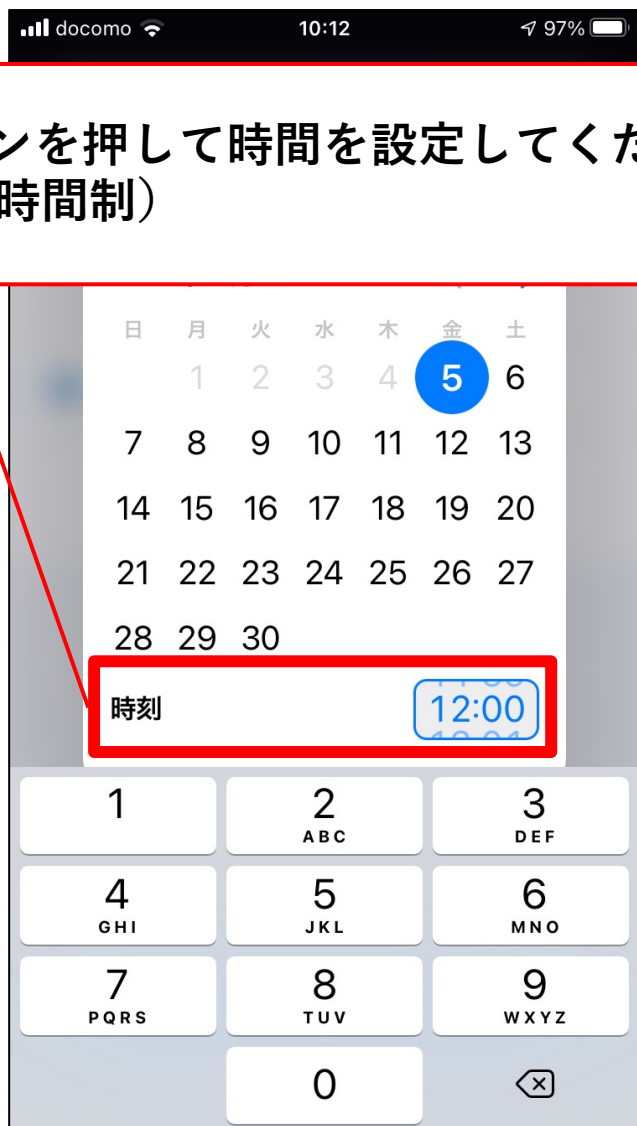 docomo 10:12 97%
ンを押して時間を設定してくだ
時間制）
日 月 火 水 木 金 土
1 2 3 4 5 6
7 8 9 10 11 12 13
14 15 16 17 18 19 20
21 22 23 24 25 26 27
28 29 30
時刻 12:00
1 2 3
ABC DEF
4 5 6
GHI JKL MNO
7 8 9
PQRS TUV WXYZ
0